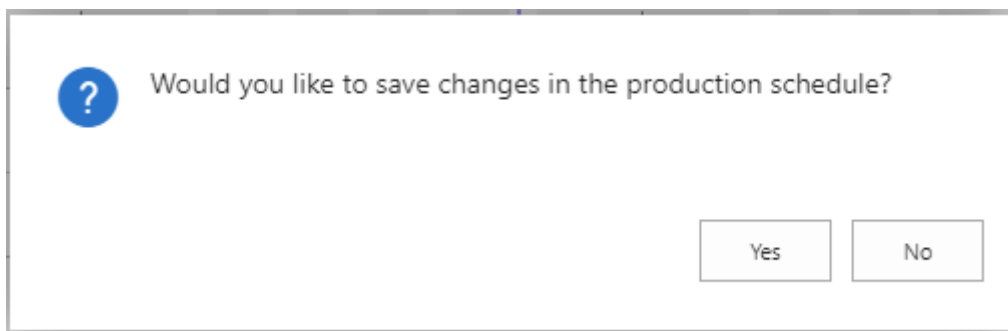 ?
Would you like to save changes in the production schedule?
Yes
No